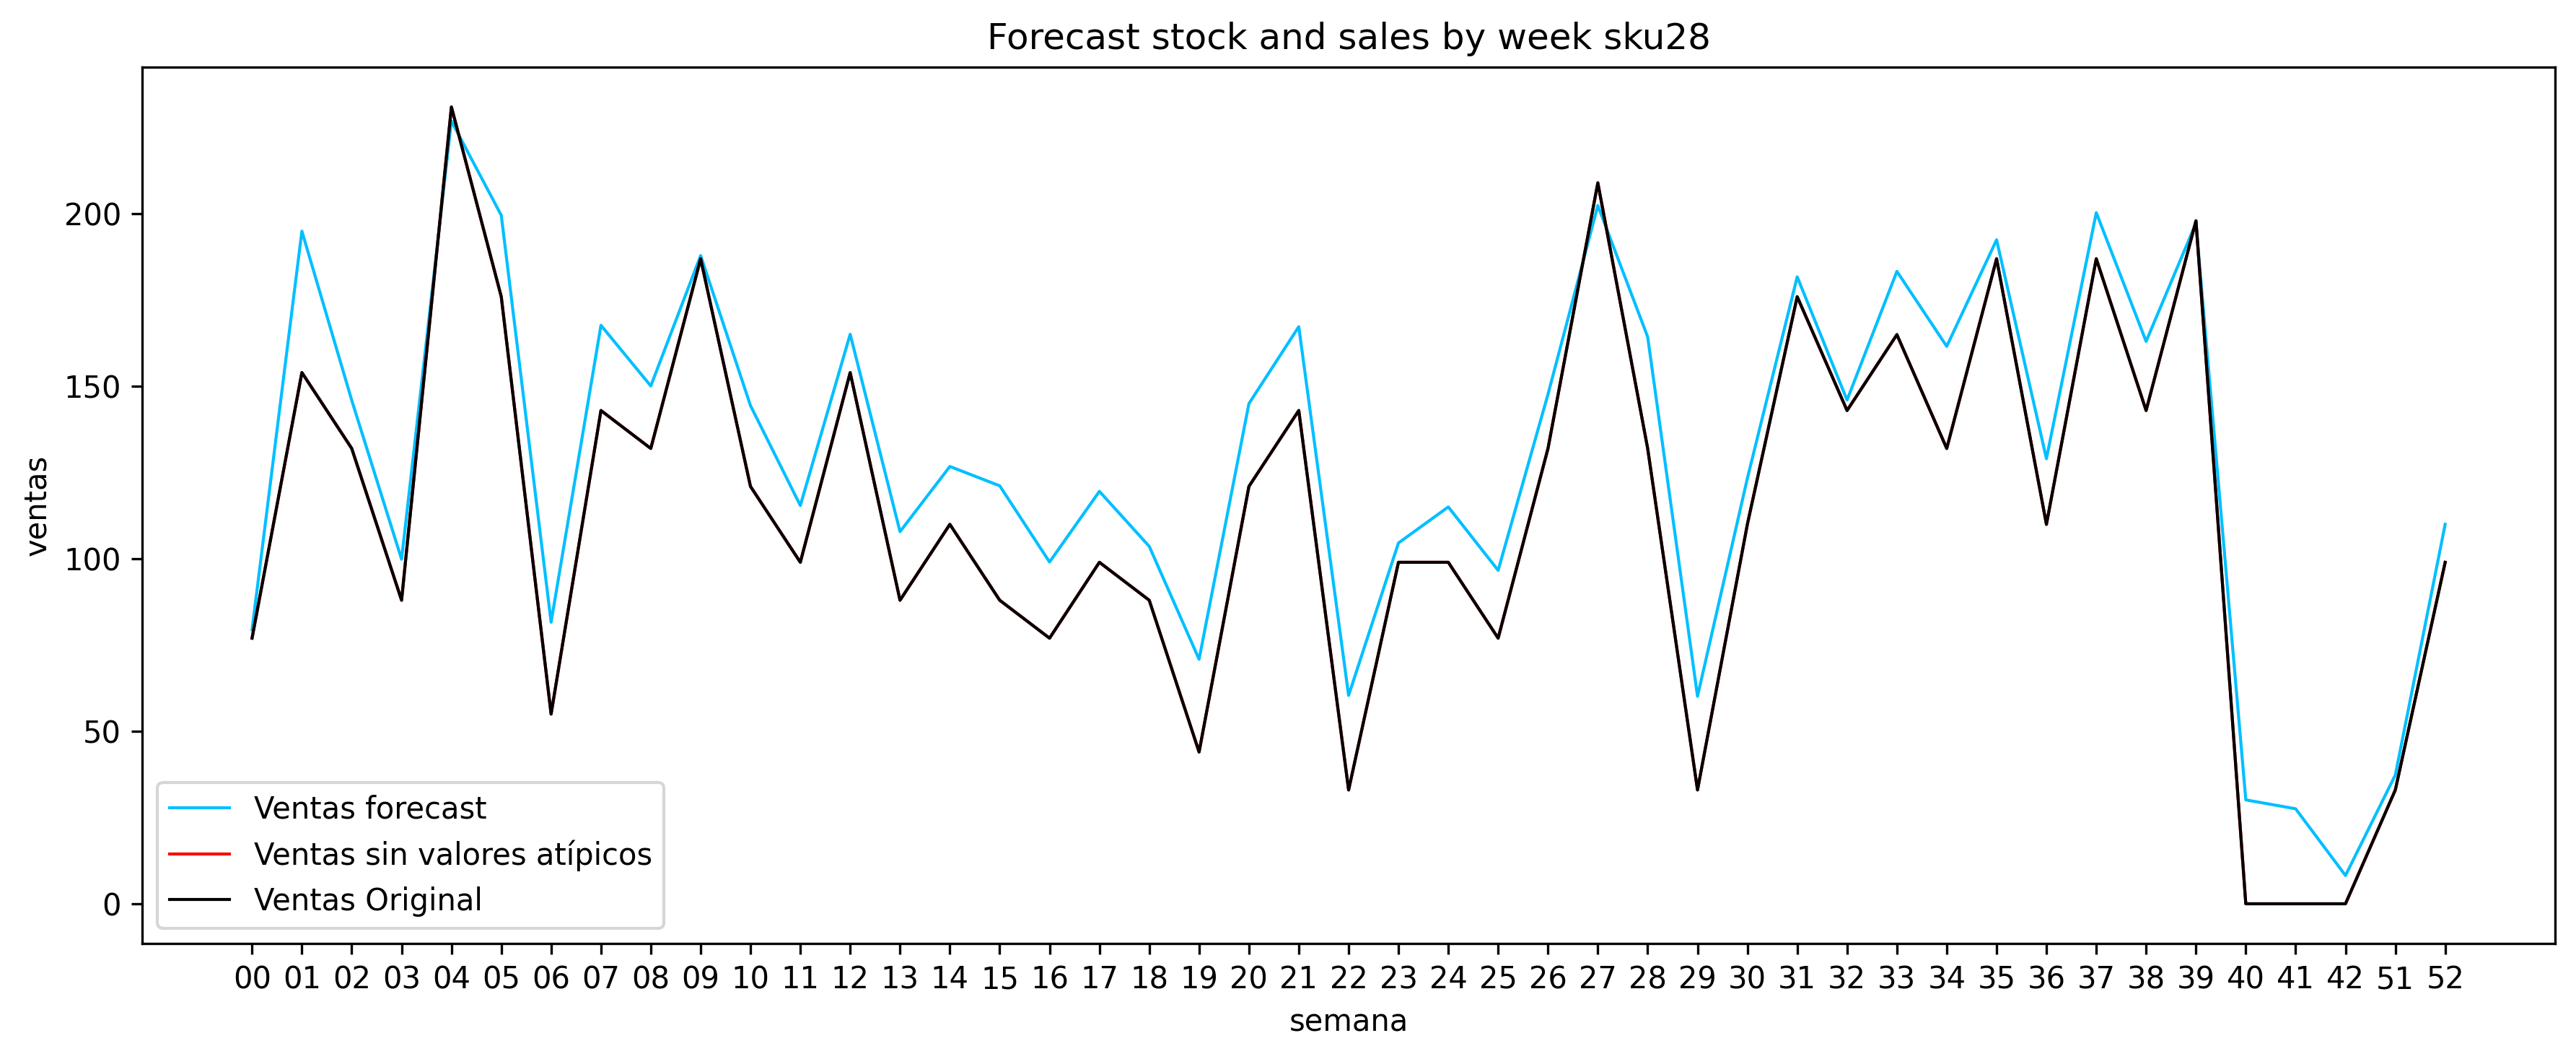 Forecast stock and sales by week sku28
ventas
200
150
100
50
0
Ventas forecast
Ventas sin valores atípicos
Ventas Original
00 01 02 03 04 05 06 07 08 09 10 11 12 13 14 15 16 17 18 19 20 21 22 23 24 25 26 27 28 29 30 31 32 33 34 35 36 37 38 39 40 41 42 51 52
semana